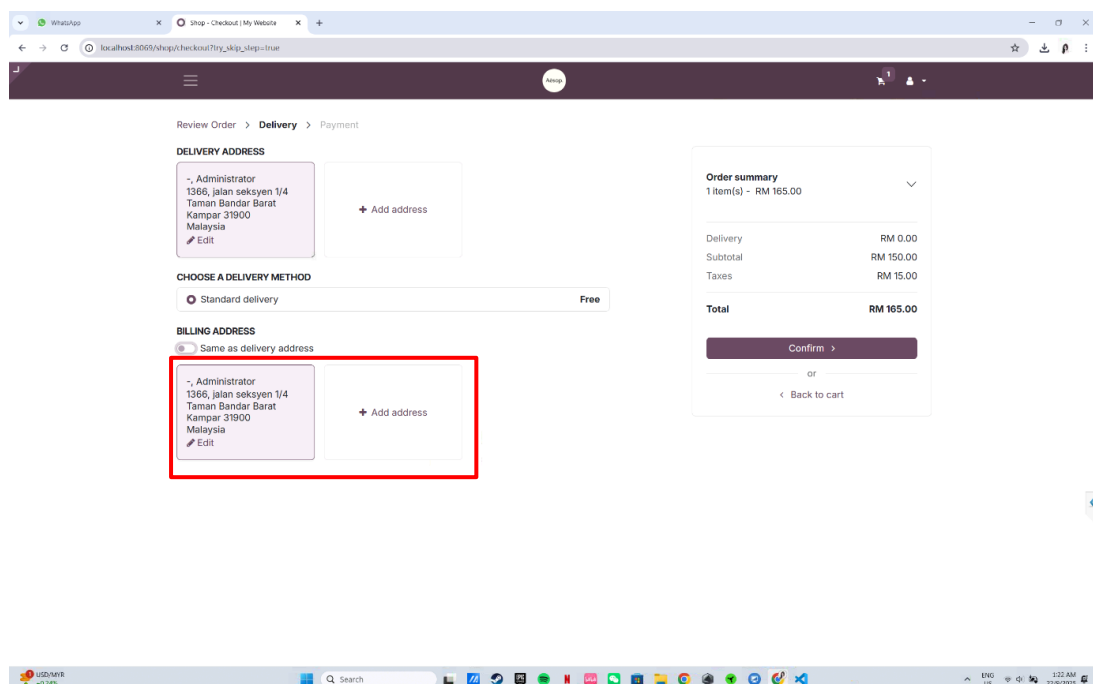 WhatsApp
Shop - Checkout | My Website
localhost:8069/shop/checkout?try_skip_step=true
Aēsop
1
Review Order > Delivery > Payment
DELIVERY ADDRESS
-, Administrator
1366, jalan seksyen 1/4
Taman Bandar Barat
Kampar 31900
Malaysia
Edit
+ Add address
CHOOSE A DELIVERY METHOD
Standard delivery Free
BILLING ADDRESS
Same as delivery address
-, Administrator
1366, jalan seksyen 1/4
Taman Bandar Barat
Kampar 31900
Malaysia
Edit
+ Add address
Order summary
1 item(s) - RM 165.00
Delivery RM 0.00
Subtotal RM 150.00
Taxes RM 15.00
Total RM 165.00
Confirm >
or
< Back to cart
USD/MYR
Search
ENG
1:22 AM